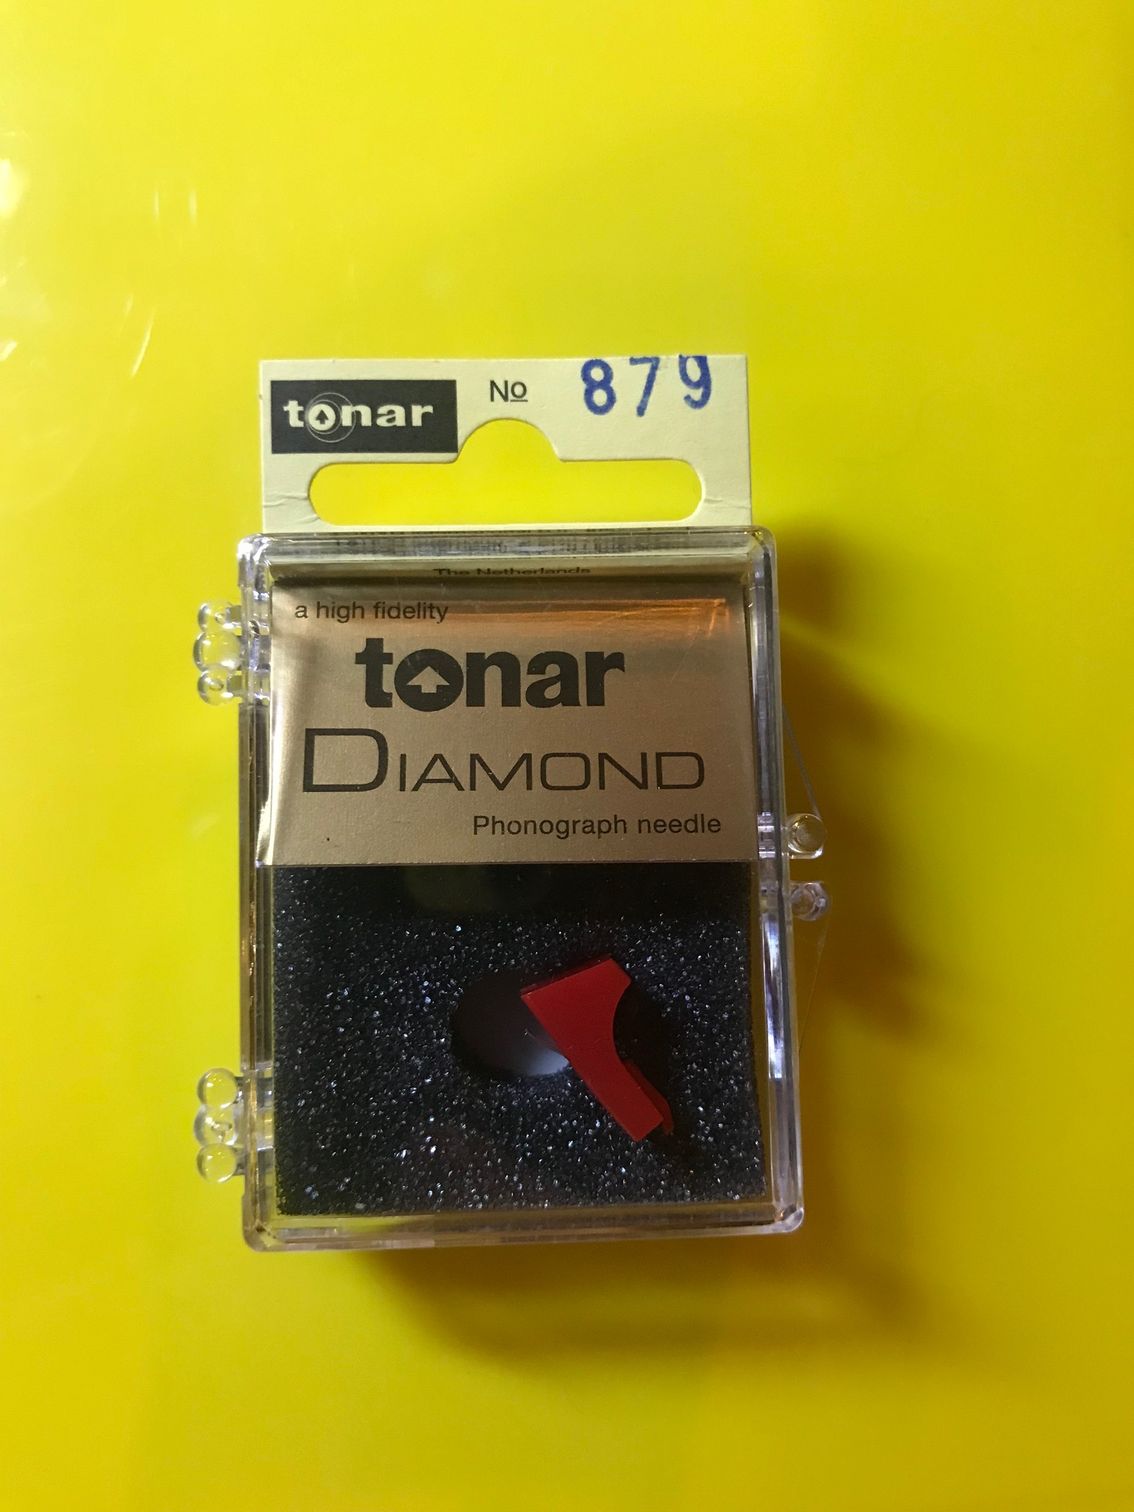 tonar No 879
The Netherlands
a high fidelity
tonar
DIAMOND
Phonograph needle